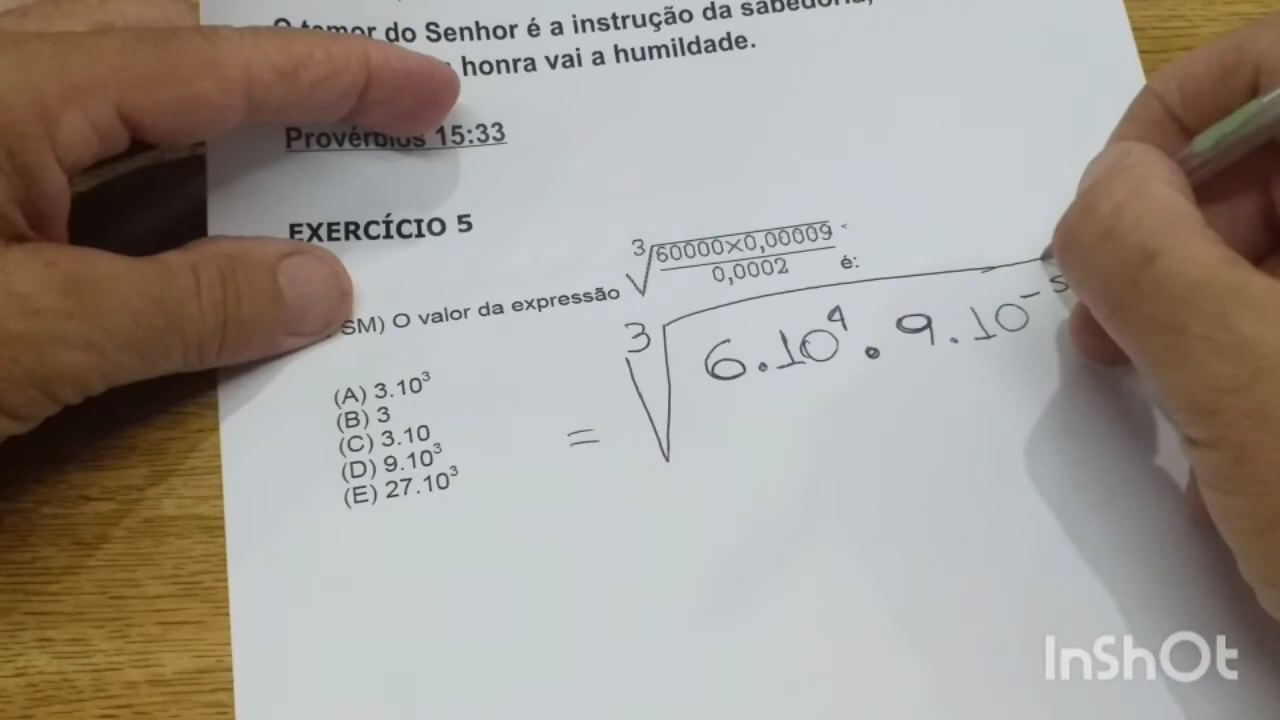 do Senhor é a instrução da sabedoria,
honra vai a humildade.
Provérbios 15:33
EXERCÍCIO 5
SM) O valor da expressão ∛(60000×0,00009 / 0,0002) é:
(A) 3.10³
(B) 3
(C) 3.10
(D) 9.10³
(E) 27.10³
= ∛(6.10⁴ . 9.10⁻⁵
InShOt